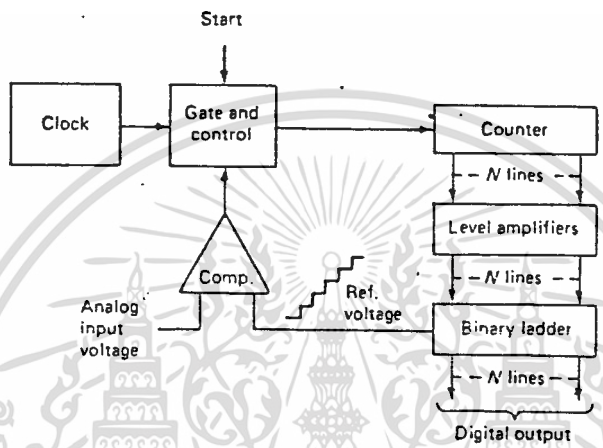 Start
Clock
Gate and
control
Counter
N lines
Level amplifiers
Comp.
N lines
Ref.
voltage
Analog
input
voltage
Binary ladder
N lines
Digital output